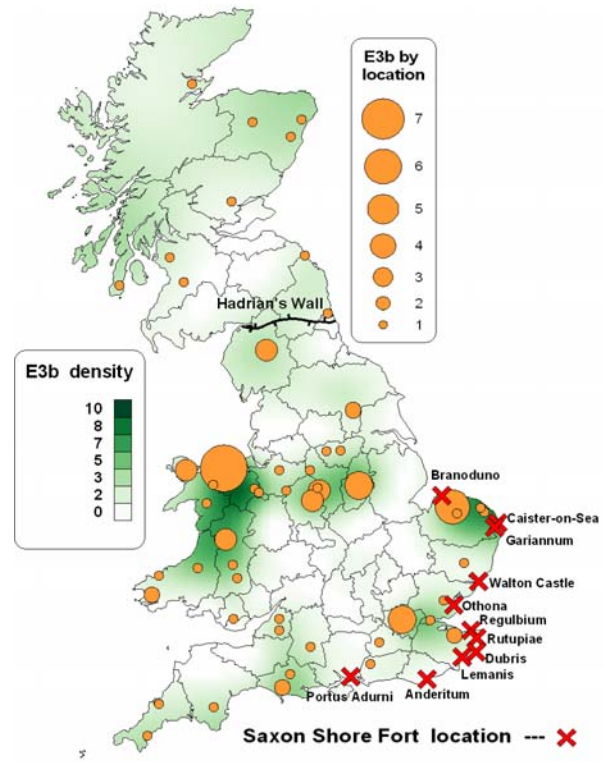 E3b by
location
7
6
5
4
3
2
1
Hadrian's Wall
E3b density
10
8
7
5
3
2
0
Branoduno
Caister-on-Sea
Gariannum
Walton Castle
Othona
Regulbium
Rutupiae
Dubris
Lemanis
Portus Adurni
Anderitum
Saxon Shore Fort location ---